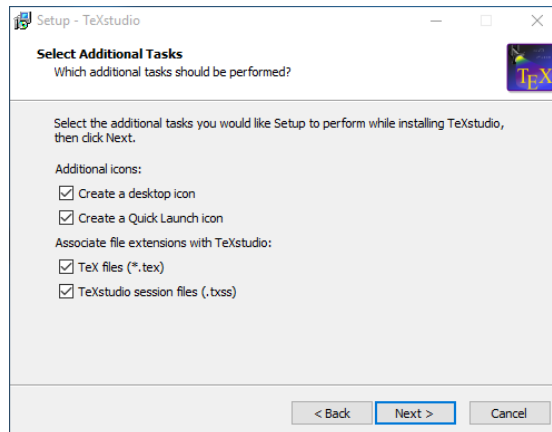 Setup - TeXstudio
Select Additional Tasks
Which additional tasks should be performed?
TEX
Select the additional tasks you would like Setup to perform while installing TeXstudio,
then click Next.
Additional icons:
Create a desktop icon
Create a Quick Launch icon
Associate file extensions with TeXstudio:
TeX files (*.tex)
TeXstudio session files (.txss)
< Back
Next >
Cancel